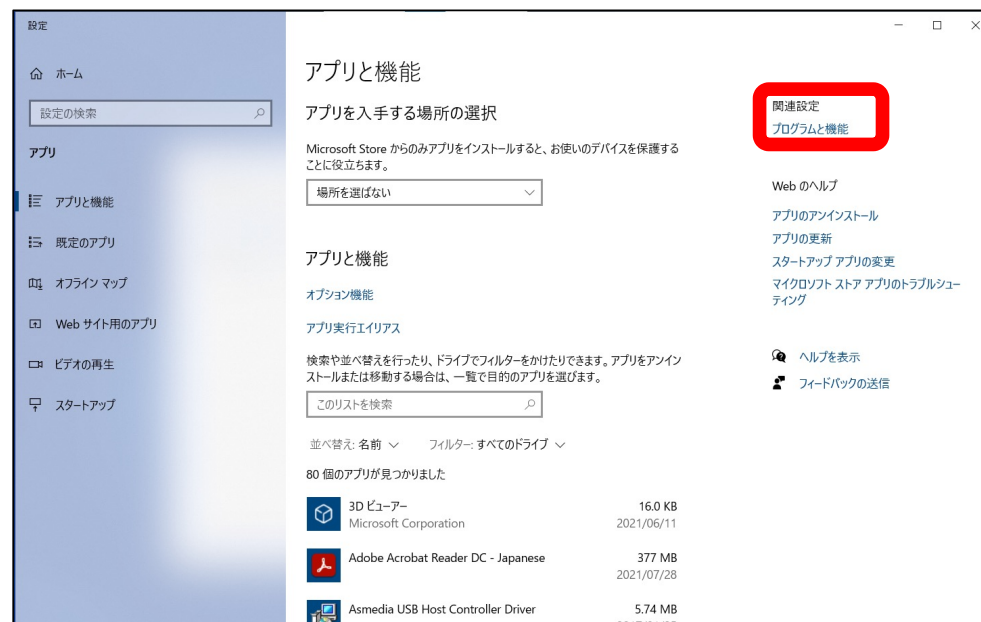 設定
ホーム
設定の検索
アプリ
アプリと機能
既定のアプリ
オフライン マップ
Web サイト用のアプリ
ビデオの再生
スタートアップ
アプリと機能
アプリを入手する場所の選択
Microsoft Store からのみアプリをインストールすると、お使いのデバイスを保護する
ことに役立ちます。
場所を選ばない
アプリと機能
オプション機能
アプリ実行エイリアス
検索や並べ替えを行ったり、ドライブでフィルターをかけたりできます。アプリをアンイン
ストールまたは移動する場合は、一覧で目的のアプリを選びます。
このリストを検索
並べ替え: 名前 フィルター: すべてのドライブ
80 個のアプリが見つかりました
3D ビューアー 16.0 KB
Microsoft Corporation 2021/06/11
Adobe Acrobat Reader DC - Japanese 377 MB
2021/07/28
Asmedia USB Host Controller Driver 5.74 MB
関連設定
プログラムと機能
Web のヘルプ
アプリのアンインストール
アプリの更新
スタートアップ アプリの変更
マイクロソフト ストア アプリのトラブルシュー
ティング
ヘルプを表示
フィードバックの送信